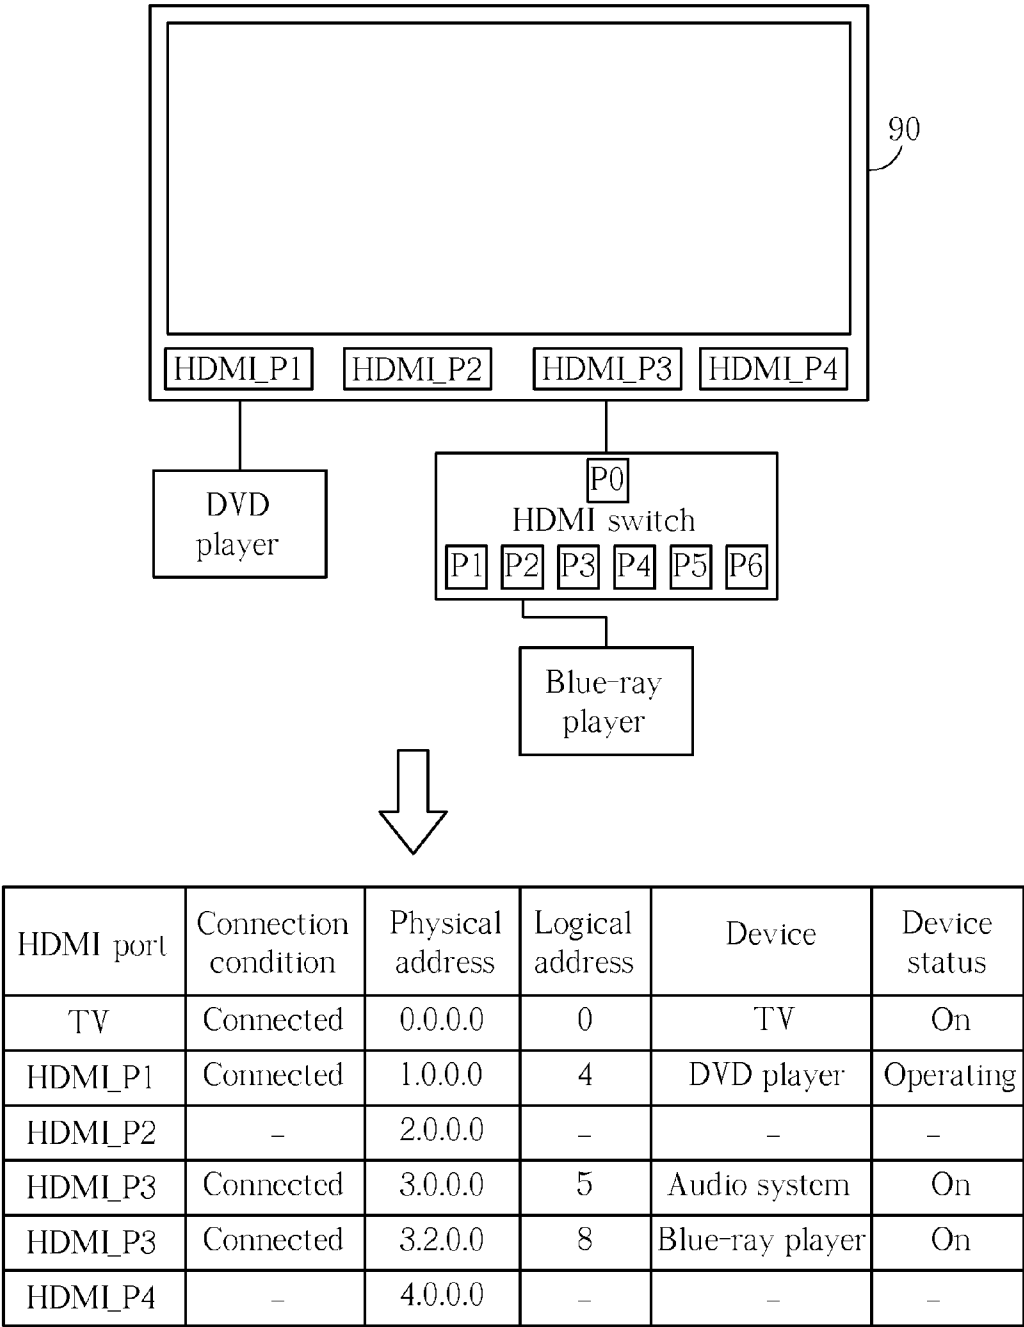 90
HDMI_P1 HDMI_P2 HDMI_P3 HDMI_P4
DVD
player
P0
HDMI switch
P1 P2 P3 P4 P5 P6
Blue-ray
player
HDMI port Connection condition Physical address Logical address Device Device status
TV Connected 0.0.0.0 0 TV On
HDMI_P1 Connected 1.0.0.0 4 DVD player Operating
HDMI_P2 – 2.0.0.0 – – –
HDMI_P3 Connected 3.0.0.0 5 Audio system On
HDMI_P3 Connected 3.2.0.0 8 Blue-ray player On
HDMI_P4 – 4.0.0.0 – – –